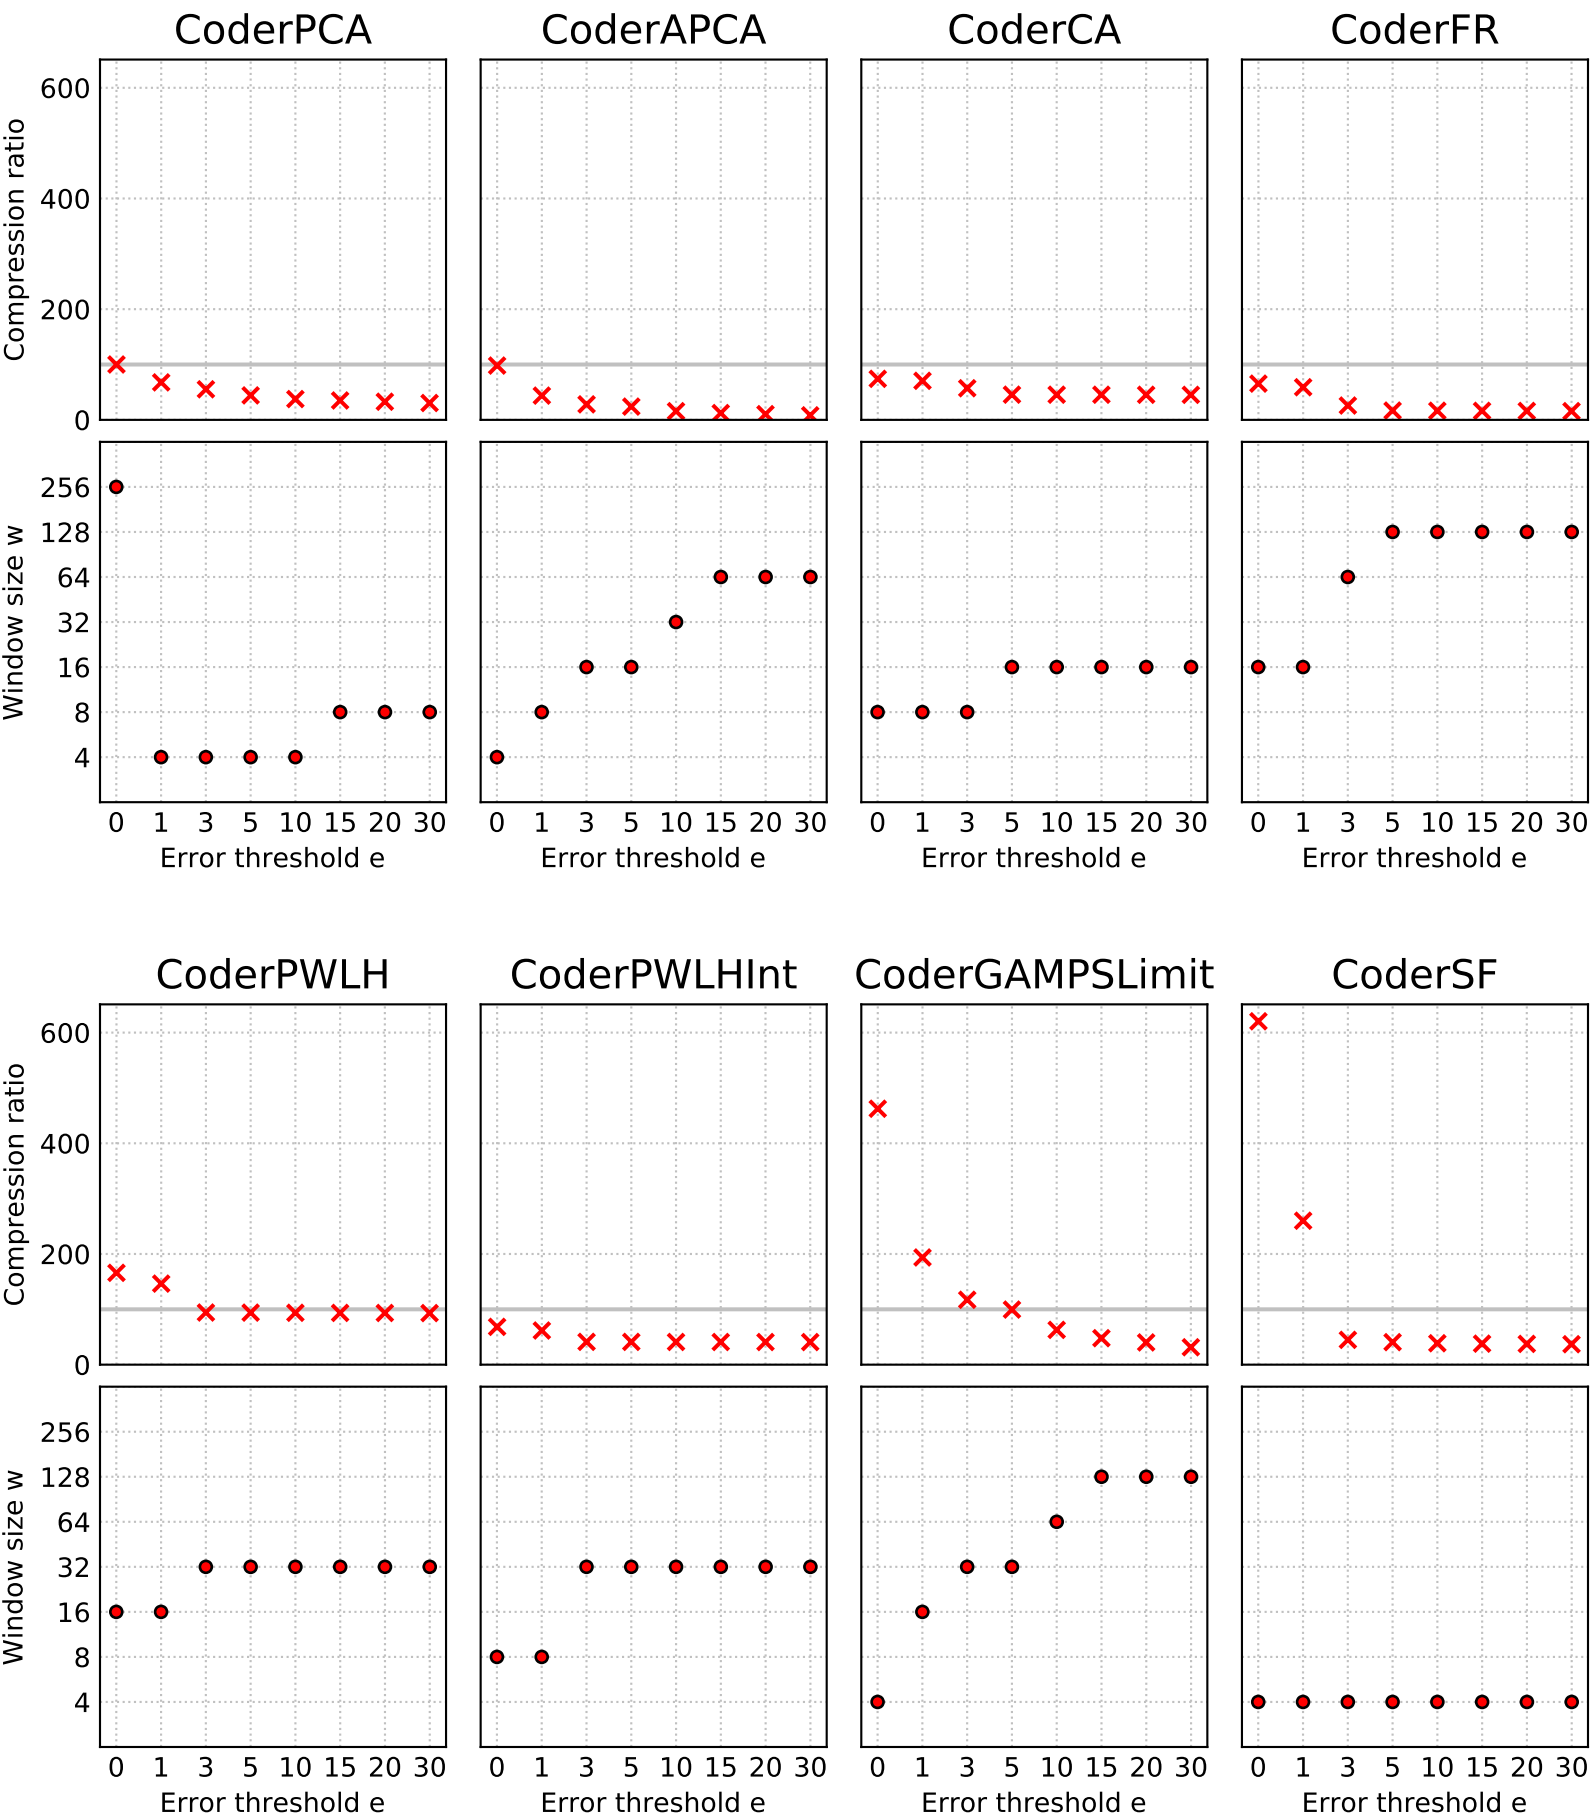 CoderPCA CoderAPCA CoderCA CoderFR
Compression ratio
600
400
200
0
Window size w
256
128
64
32
16
8
4
0 1 3 5 10 15 20 30 0 1 3 5 10 15 20 30 0 1 3 5 10 15 20 30 0 1 3 5 10 15 20 30
Error threshold e Error threshold e Error threshold e Error threshold e
CoderPWLH CoderPWLHInt CoderGAMPSLimit CoderSF
Compression ratio
600
400
200
0
Window size w
256
128
64
32
16
8
4
0 1 3 5 10 15 20 30 0 1 3 5 10 15 20 30 0 1 3 5 10 15 20 30 0 1 3 5 10 15 20 30
Error threshold e Error threshold e Error threshold e Error threshold e